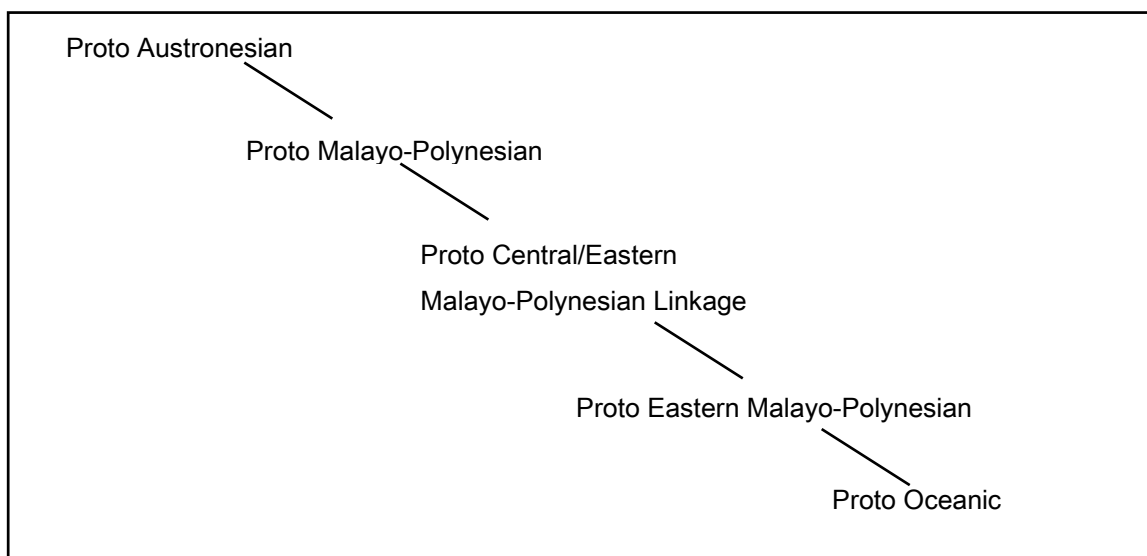 Proto Austronesian
Proto Malayo-Polynesian
Proto Central/Eastern
Malayo-Polynesian Linkage
Proto Eastern Malayo-Polynesian
Proto Oceanic